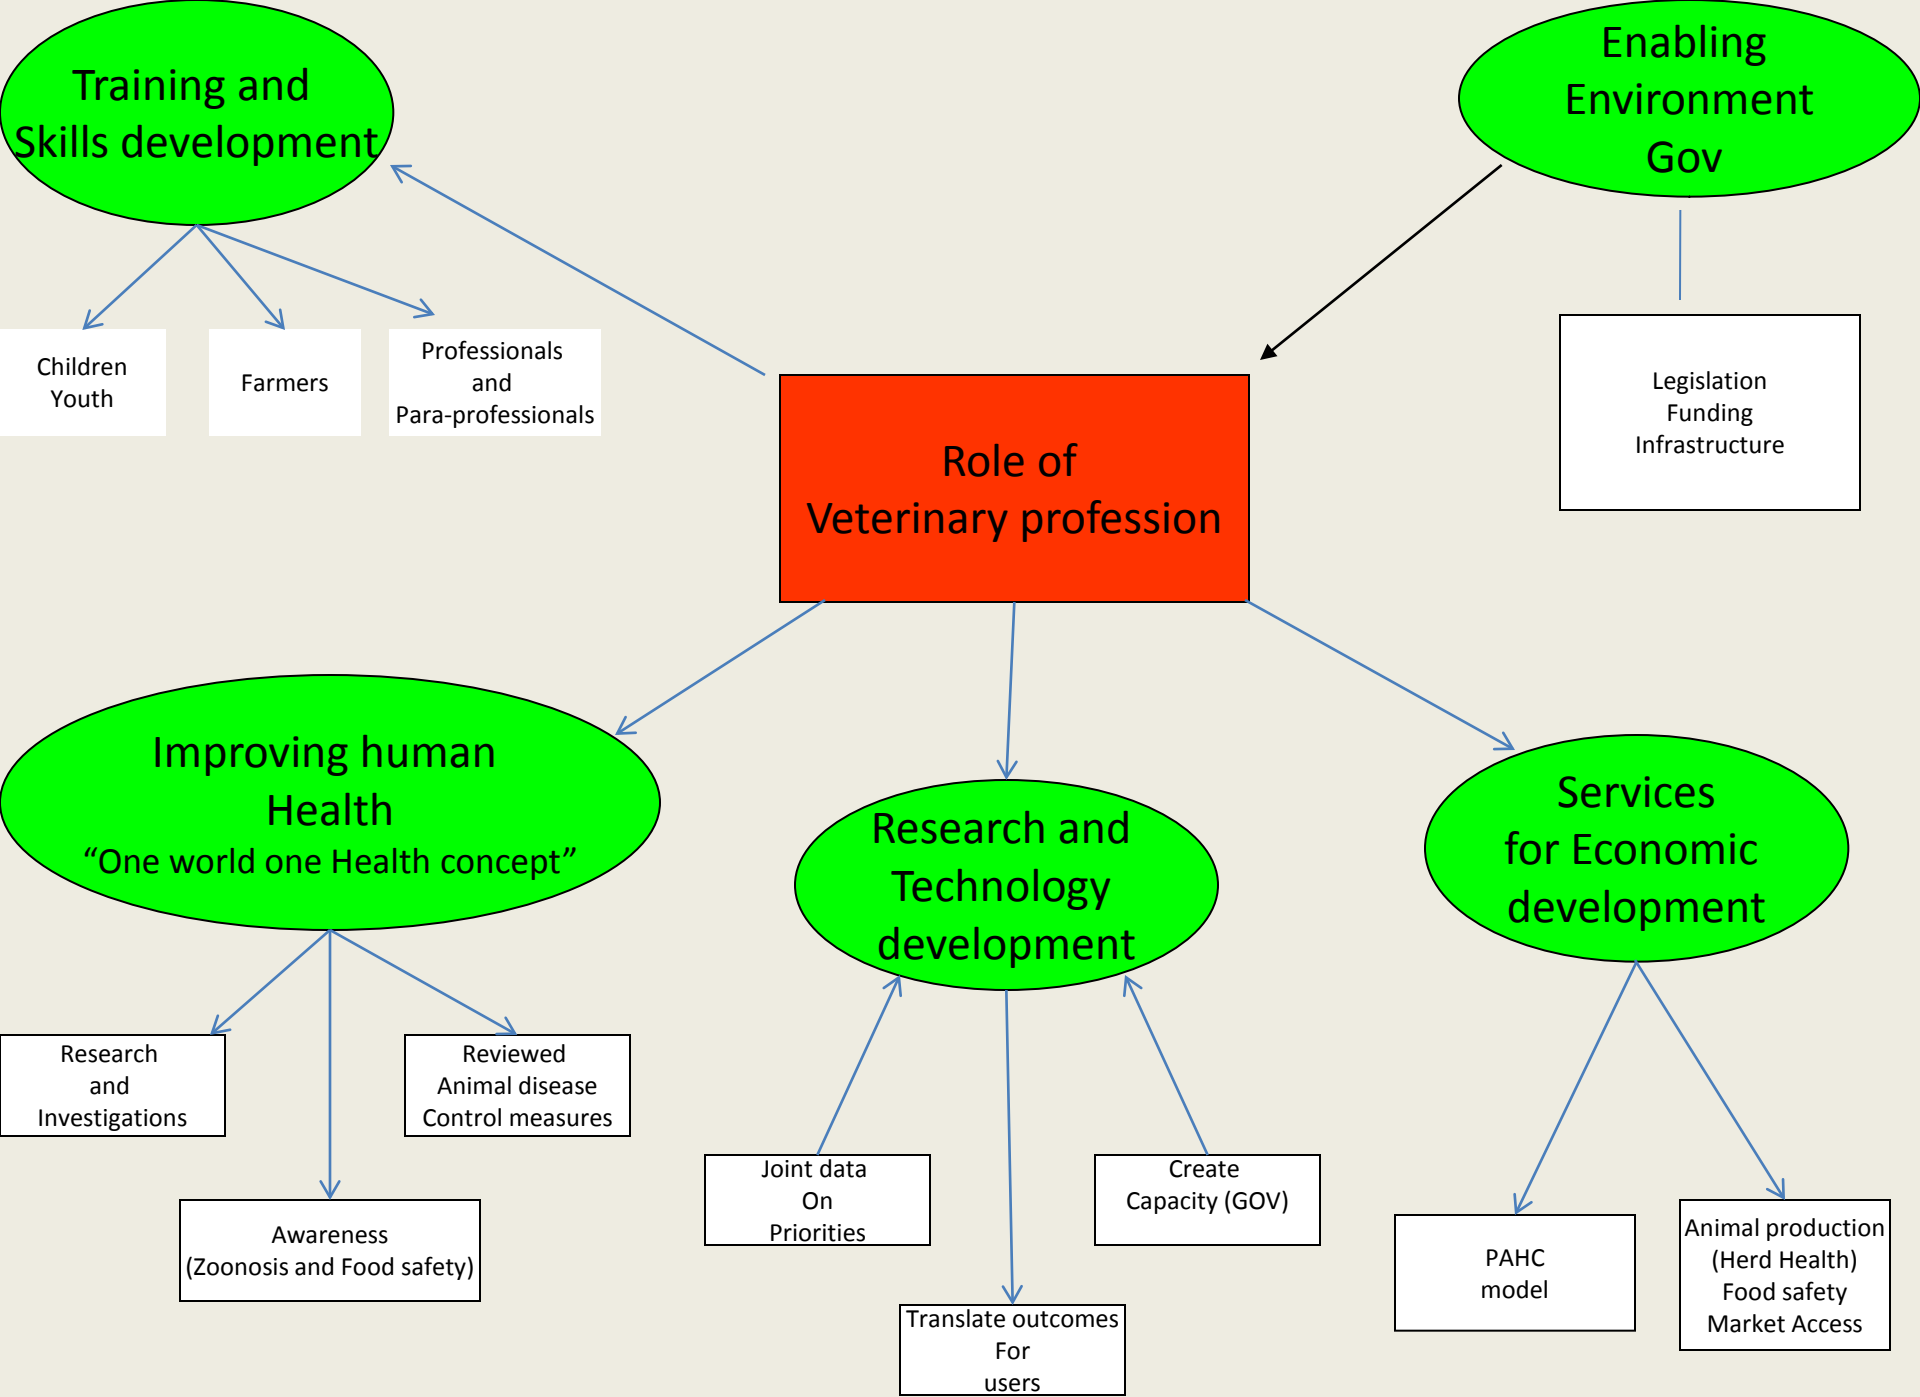 Training and
Skills development
Enabling
Environment
Gov
Children
Youth
Farmers
Professionals
and
Para-professionals
Legislation
Funding
Infrastructure
Role of
Veterinary profession
Improving human
Health
“One world one Health concept”
Research and
Technology
development
Services
for Economic
development
Research
and
Investigations
Reviewed
Animal disease
Control measures
Awareness
(Zoonosis and Food safety)
Joint data
On
Priorities
Create
Capacity (GOV)
Translate outcomes
For
users
PAHC
model
Animal production
(Herd Health)
Food safety
Market Access